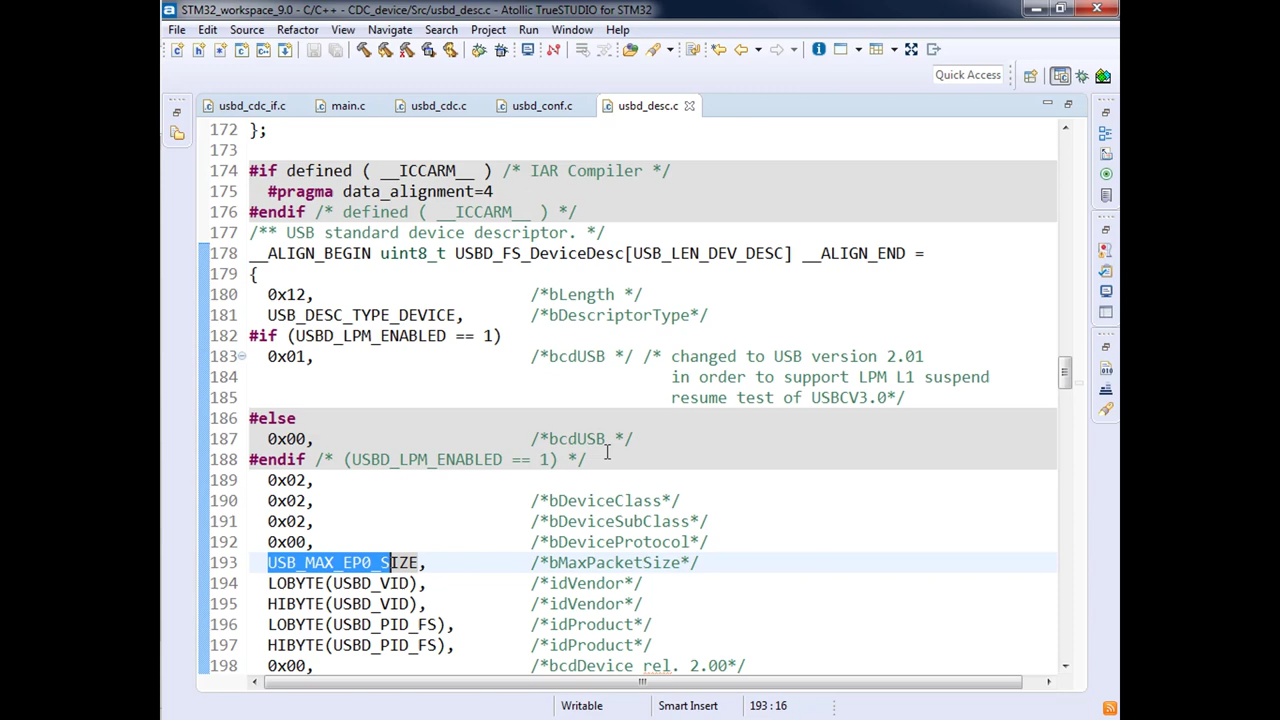 STM32_workspace_9.0 - C/C++ - CDC_device/Src/usbd_desc.c - Atollic TrueSTUDIO for STM32
File Edit Source Refactor View Navigate Search Project Run Window Help
Quick Access
usbd_cdc_if.c main.c usbd_cdc.c usbd_conf.c usbd_desc.c
172 };
173
174 #if defined ( __ICCARM__ ) /* IAR Compiler */
175 #pragma data_alignment=4
176 #endif /* defined ( __ICCARM__ ) */
177 /** USB standard device descriptor. */
178 __ALIGN_BEGIN uint8_t USBD_FS_DeviceDesc[USB_LEN_DEV_DESC] __ALIGN_END =
179 {
180 0x12, /*bLength */
181 USB_DESC_TYPE_DEVICE, /*bDescriptorType*/
182 #if (USBD_LPM_ENABLED == 1)
183 0x01, /*bcdUSB */ /* changed to USB version 2.01
184 in order to support LPM L1 suspend
185 resume test of USBCV3.0*/
186 #else
187 0x00, /*bcdUSB */
188 #endif /* (USBD_LPM_ENABLED == 1) */
189 0x02,
190 0x02, /*bDeviceClass*/
191 0x02, /*bDeviceSubClass*/
192 0x00, /*bDeviceProtocol*/
193 USB_MAX_EP0_SIZE, /*bMaxPacketSize*/
194 LOBYTE(USBD_VID), /*idVendor*/
195 HIBYTE(USBD_VID), /*idVendor*/
196 LOBYTE(USBD_PID_FS), /*idProduct*/
197 HIBYTE(USBD_PID_FS), /*idProduct*/
198 0x00, /*bcdDevice rel. 2.00*/
Writable Smart Insert 193 : 16